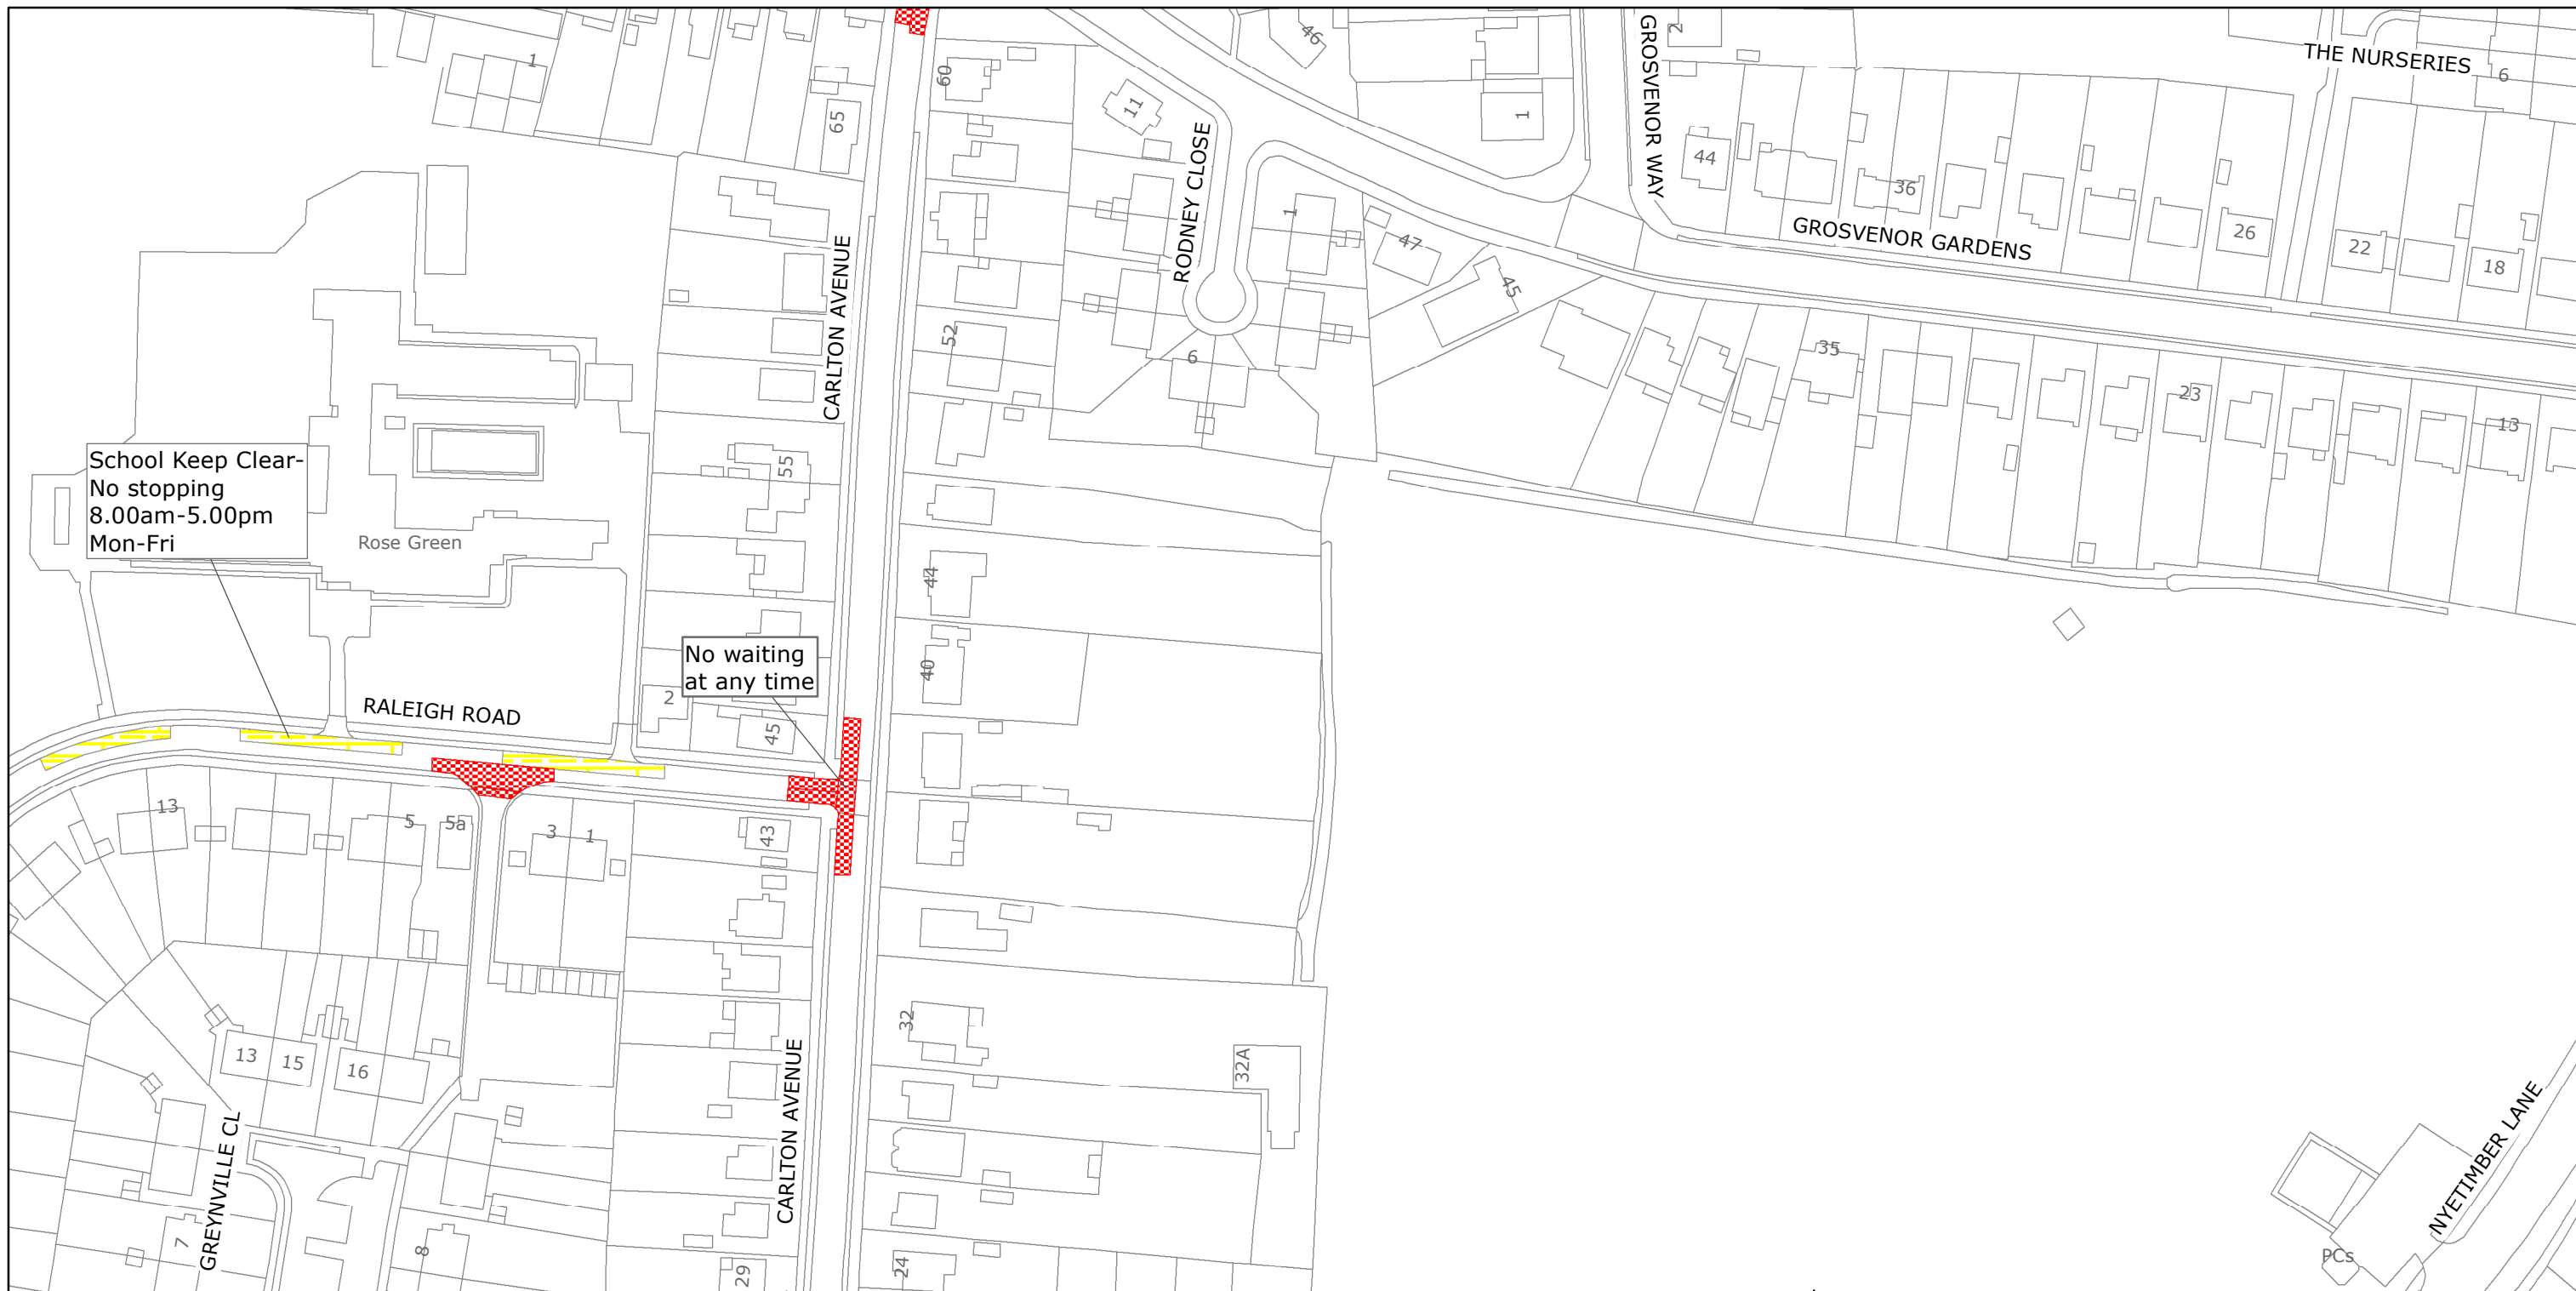 1
65
60
11
46
1
2
GROSVENOR WAY
THE NURSERIES
6
RODNEY CLOSE
1
47
45
44
36
GROSVENOR GARDENS
26
22
18
CARLTON AVENUE
52
6
35
23
13
School Keep Clear-
No stopping
8.00am-5.00pm
Mon-Fri
Rose Green
55
44
No waiting
at any time
40
2
45
RALEIGH ROAD
13
5
5a
3
1
43
32
32A
13
15
16
CARLTON AVENUE
GREYNVILLE CL
7
8
29
24
NYETIMBER LANE
PCs